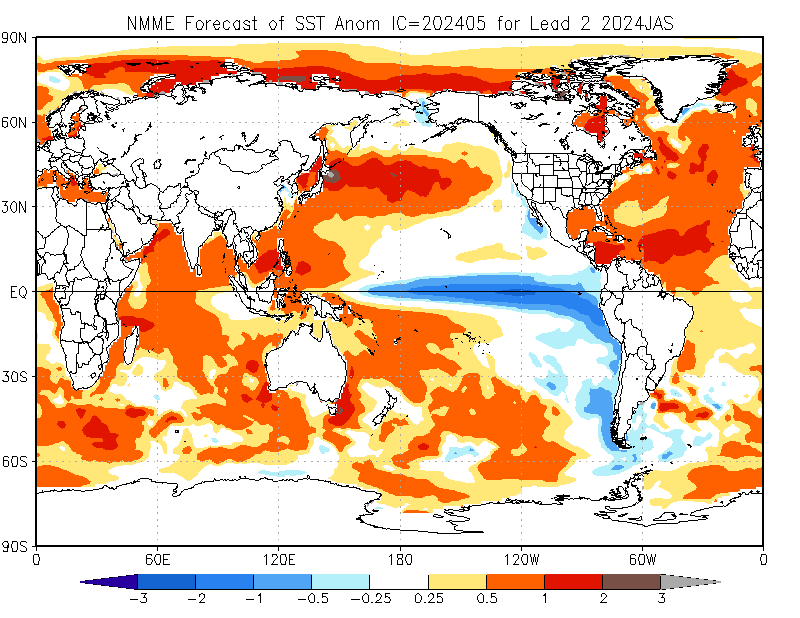 NMME Forecast of SST Anom IC=202405 for Lead 2 2024JAS
90N
60N
30N
EQ
30S
60S
90S
0 60E 120E 180 120W 60W 0
-3 -2 -1 -0.5 -0.25 0.25 0.5 1 2 3